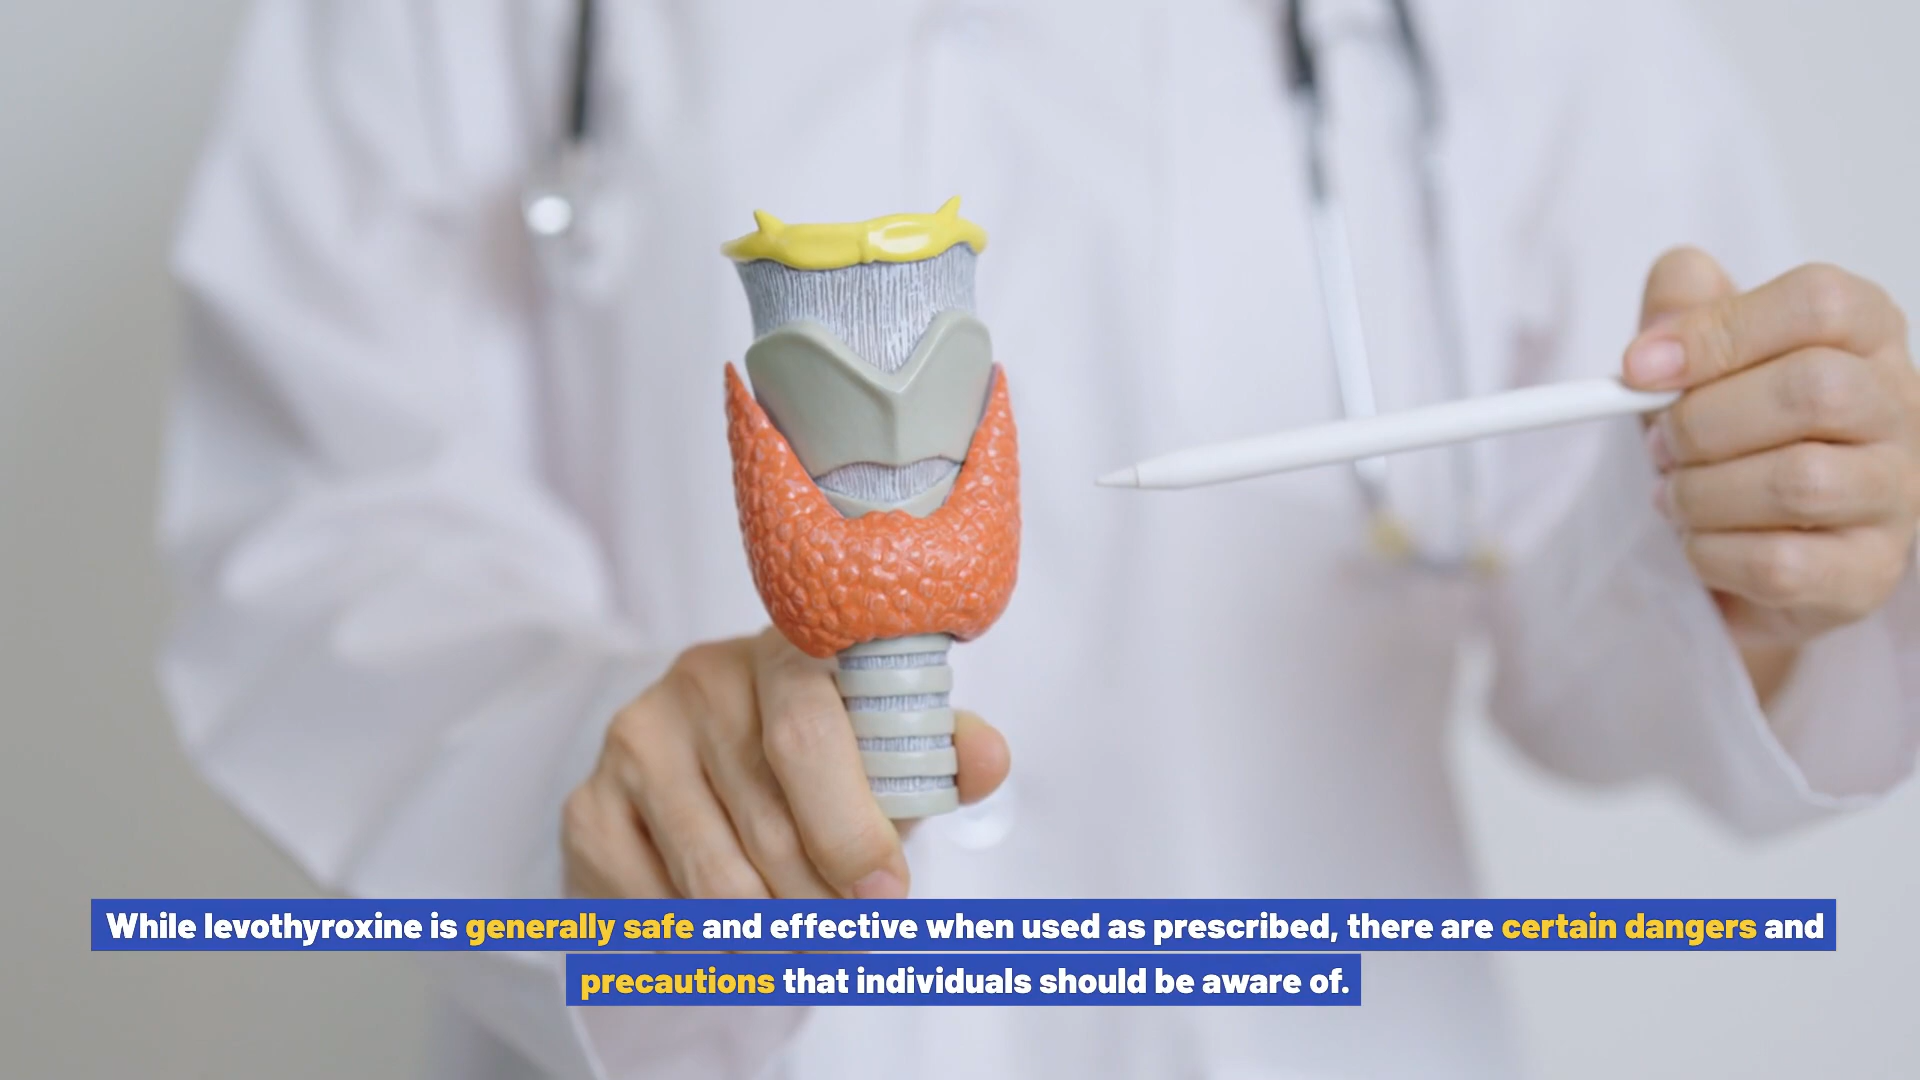 While levothyroxine is generally safe and effective when used as prescribed, there are certain dangers and
precautions that individuals should be aware of.